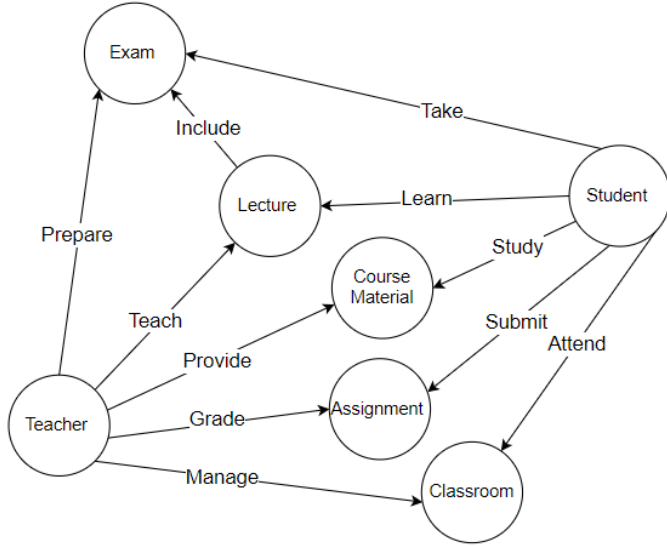 Exam
Take
Include
Student
Lecture
Learn
Prepare
Study
Course
Material
Teach
Submit
Attend
Provide
Assignment
Grade
Teacher
Manage
Classroom